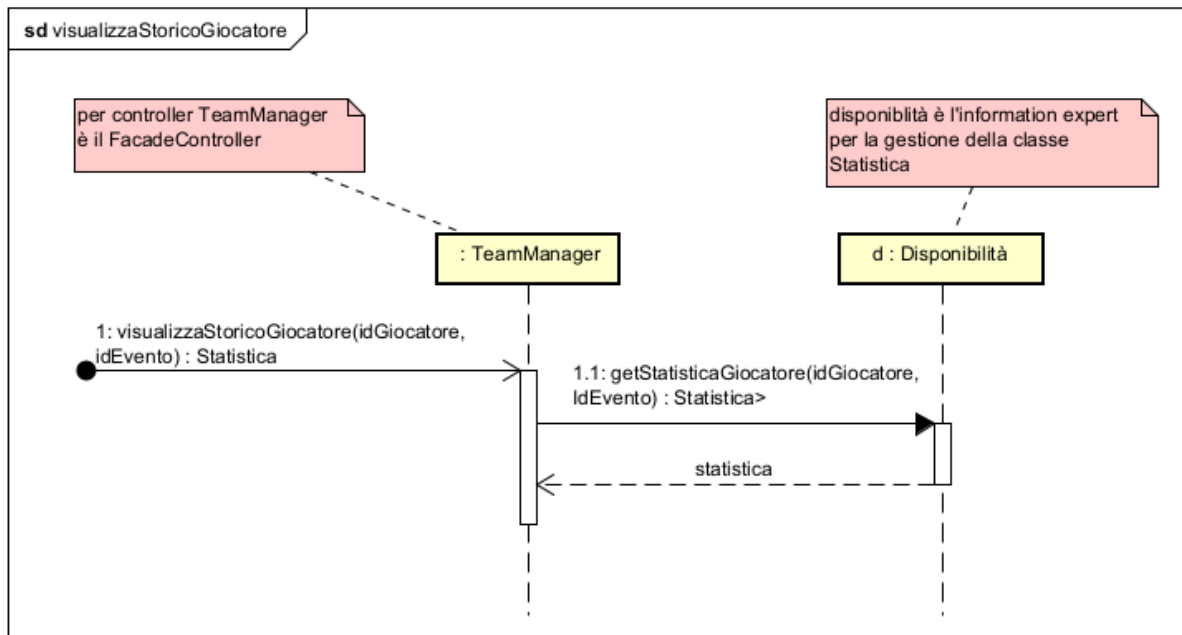 sd visualizzaStoricoGiocatore
per controller TeamManager
è il FacadeController
disponiblità è l'information expert
per la gestione della classe
Statistica
: TeamManager
d : Disponibilità
1: visualizzaStoricoGiocatore(idGiocatore,
idEvento) : Statistica
1.1: getStatisticaGiocatore(idGiocatore,
IdEvento) : Statistica>
statistica